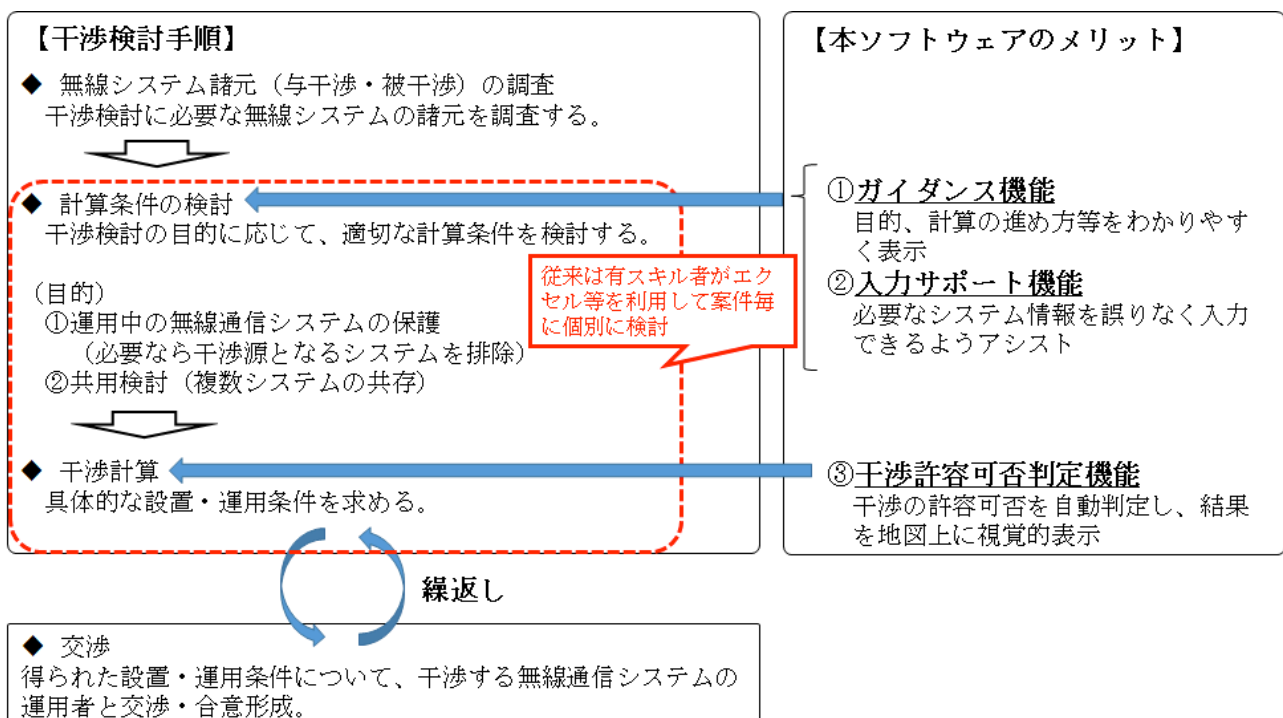 【干渉検討手順】
◆ 無線システム諸元（与干渉・被干渉）の調査
干渉検討に必要な無線システムの諸元を調査する。
◆ 計算条件の検討
干渉検討の目的に応じて、適切な計算条件を検討する。
（目的）
①運用中の無線通信システムの保護
（必要なら干渉源となるシステムを排除）
②共用検討（複数システムの共存）
従来は有スキル者がエク
セル等を利用して案件毎
に個別に検討
◆ 干渉計算
具体的な設置・運用条件を求める。
繰返し
◆ 交渉
得られた設置・運用条件について、干渉する無線通信システムの
運用者と交渉・合意形成。
【本ソフトウェアのメリット】
①ガイダンス機能
目的、計算の進め方等をわかりやす
く表示
②入力サポート機能
必要なシステム情報を誤りなく入力
できるようアシスト
③干渉許容可否判定機能
干渉の許容可否を自動判定し、結果
を地図上に視覚的表示